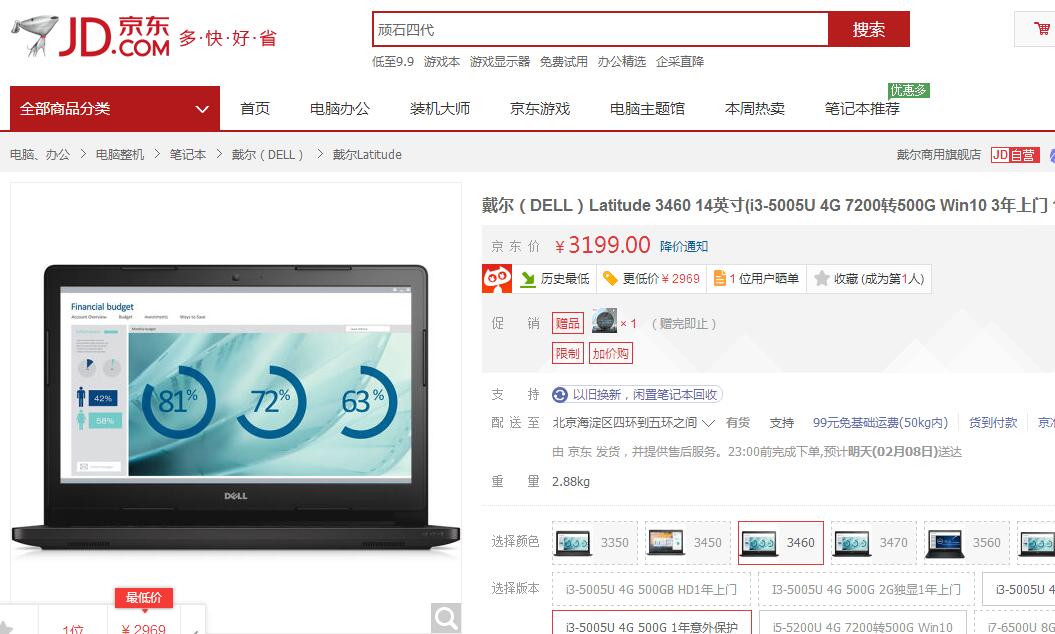 JD.COM 京东 多·快·好·省
顽石四代 搜索
低至9.9 游戏本 游戏显示器 免费试用 办公精选 企采直降
优惠多
全部商品分类 首页 电脑办公 装机大师 京东游戏 电脑主题馆 本周热卖 笔记本推荐
电脑、办公 > 电脑整机 > 笔记本 > 戴尔（DELL） > 戴尔Latitude 戴尔商用旗舰店 JD自营
戴尔（DELL）Latitude 3460 14英寸(i3-5005U 4G 7200转500G Win10 3年上门
京东价 ￥3199.00 降价通知
历史最低 更低价￥2969 1 位用户晒单 收藏 (成为第1人)
促销 赠品 × 1 （赠完即止）
限制 加价购
支持 以旧换新，闲置笔记本回收
配送至 北京海淀区四环到五环之间 有货 支持 99元免基础运费(50kg内) 货到付款
由 京东 发货，并提供售后服务。23:00前完成下单,预计明天(02月08日)送达
重量 2.88kg
选择颜色 3350 3450 3460 3470 3560
选择版本 i3-5005U 4G 500GB HD1年上门 I3-5005U 4G 500G 2G独显1年上门 i3-5005U 4
i3-5005U 4G 500G 1年意外保护 i5-5200U 4G 7200转500G Win10 i7-6500U 8G
Financial budget
Account Overview Budget Investments Ways to Save
Monthly budget
81% 72% 63%
42%
58%
DELL
最低价
1位 ￥2969